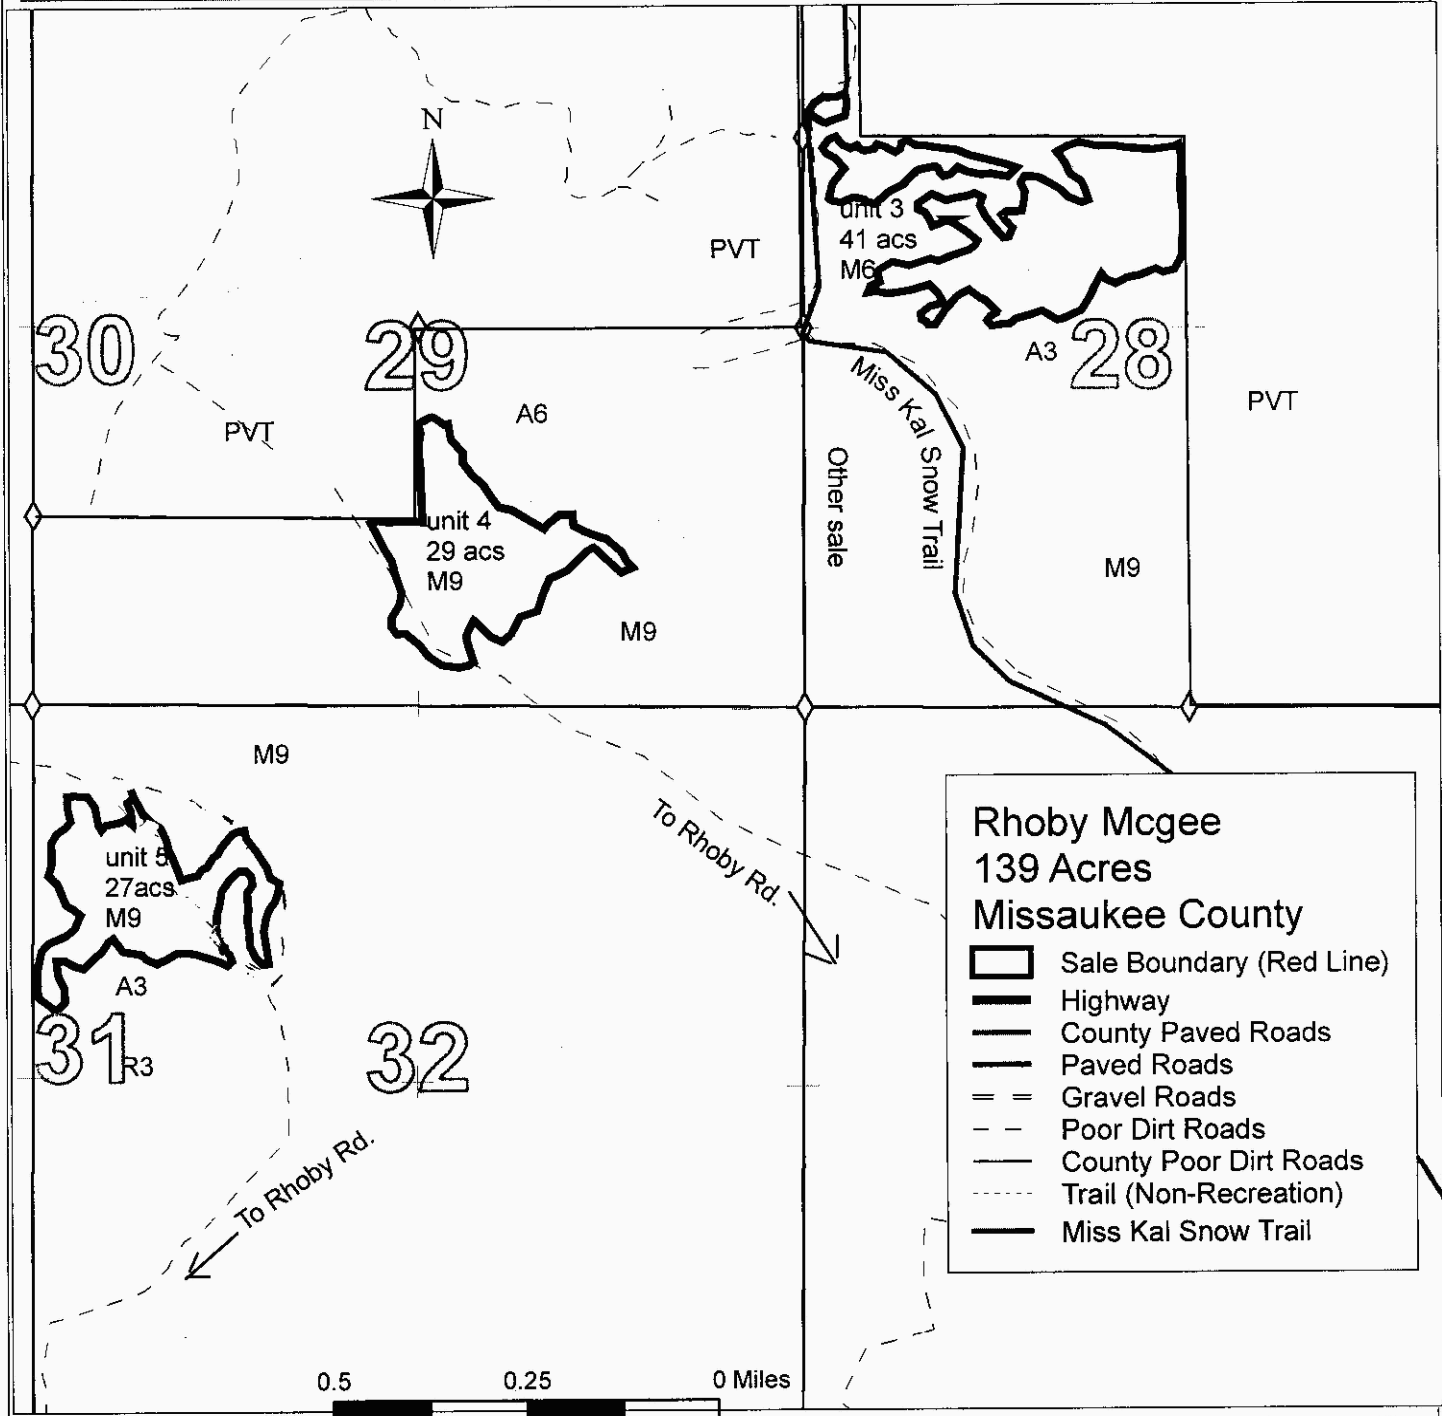 N
unit 3
41 acs
M6
PVT
30
29
28
A3
PVT
A6
PVT
Miss Kal Snow Trail
Other sale
unit 4
29 acs
M9
M9
M9
M9
To Rhoby Rd.
unit 5
27acs
M9
A3
31
R3
32
To Rhoby Rd.
Rhoby Mcgee
139 Acres
Missaukee County
Sale Boundary (Red Line)
Highway
County Paved Roads
Paved Roads
Gravel Roads
Poor Dirt Roads
County Poor Dirt Roads
Trail (Non-Recreation)
Miss Kal Snow Trail
0.5
0.25
0 Miles